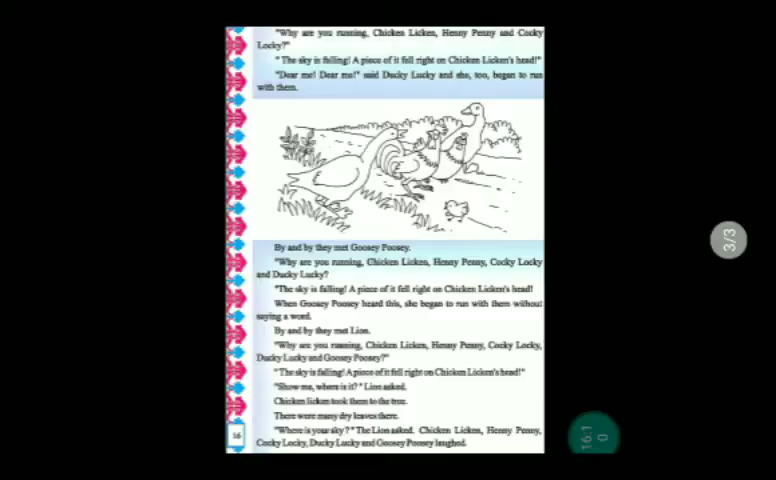 "Why are you running, Chicken Licken, Henny Penny and Cocky
Locky?"
" The sky is falling! A piece of it fell right on Chicken Licken's head!"
"Dear me! Dear me!" said Ducky Lucky and she, too, began to run
with them.
By and by they met Goosey Poosey.
"Why are you running, Chicken Licken, Henny Penny, Cocky Locky
and Ducky Lucky?
"The sky is falling! A piece of it fell right on Chicken Licken's head!
When Goosey Poosey heard this, she began to run with them without
saying a word.
By and by they met Lion.
"Why are you running, Chicken Licken, Henny Penny, Cocky Locky,
Ducky Lucky and Goosey Poosey?"
"The sky is falling! A piece of it fell right on Chicken Licken's head!"
"Show me, where is it? " Lion asked.
Chicken licken took them to the tree.
There were many dry leaves there.
"Where is your sky? " The Lion asked. Chicken Licken, Henny Penny,
Cocky Locky, Ducky Lucky and Goosey Poosey laughed.
16
3/3
16:1
0